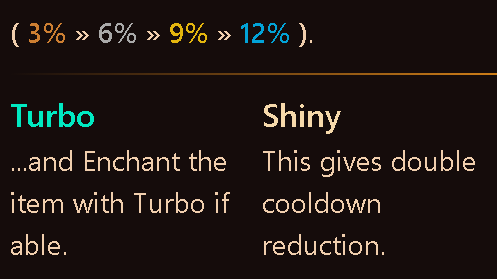 ( 3% » 6% » 9% » 12% ).
Turbo
...and Enchant the
item with Turbo if
able.
Shiny
This gives double
cooldown
reduction.